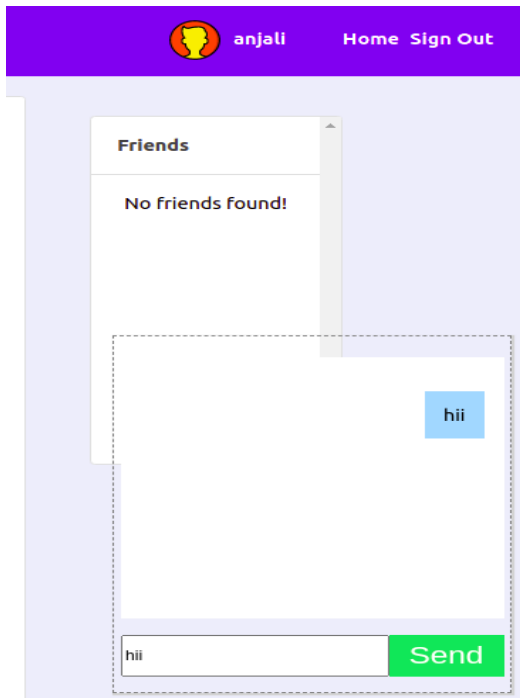 anjali Home Sign Out
Friends
No friends found!
hii
hii Send